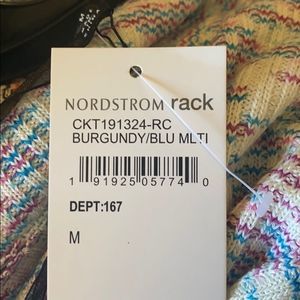 NORDSTROM rack
CKT191324-RC
BURGUNDY/BLU MLTI
1 91925 05774 0
DEPT:167
M